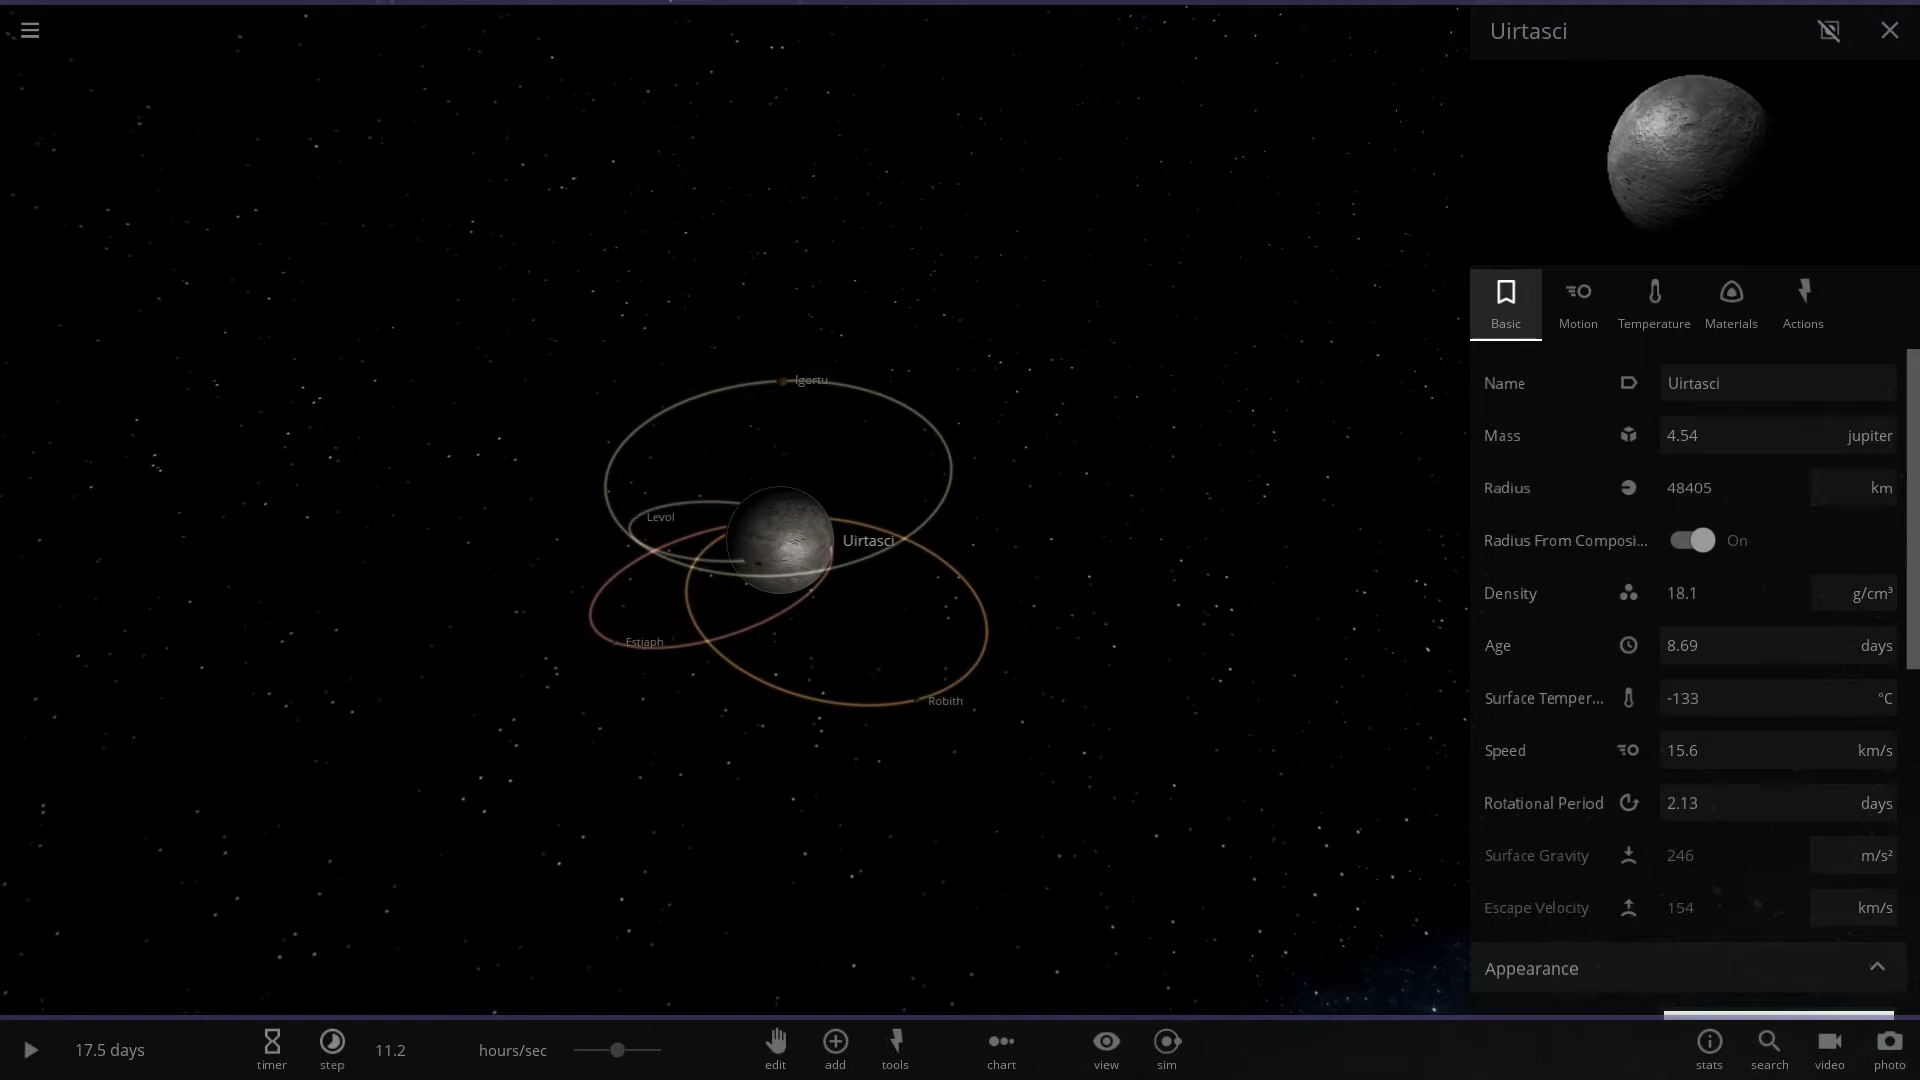 Uirtasci
Basic
Motion
Temperature
Materials
Actions
Name Uirtasci
Mass 4.54 jupiter
Radius 48405 km
Radius From Composi... On
Density 18.1 g/cm³
Age 8.69 days
Surface Temper... -133 °C
Speed 15.6 km/s
Rotational Period 2.13 days
Surface Gravity 246 m/s²
Escape Velocity 154 km/s
Appearance
Igortu
Levol
Uirtasci
Estiaph
Robith
17.5 days
timer
step
11.2 hours/sec
edit
add
tools
chart
view
sim
stats
search
video
photo